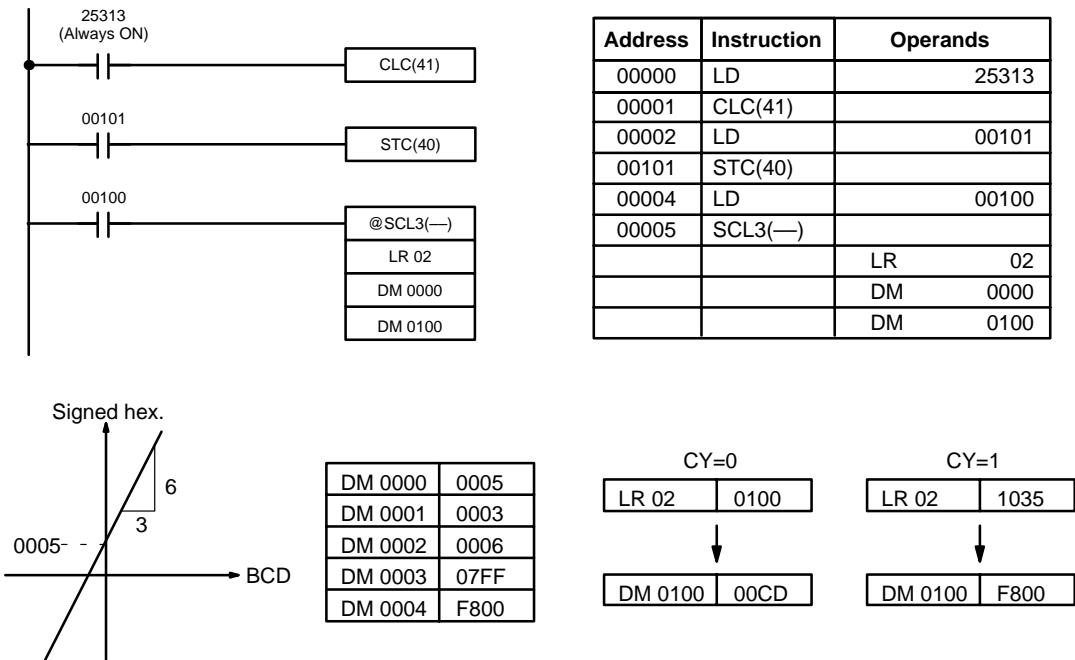 25313
(Always ON)
CLC(41)
00101
STC(40)
00100
@SCL3(—)
LR 02
DM 0000
DM 0100
Address Instruction Operands
00000 LD 25313
00001 CLC(41)
00002 LD 00101
00101 STC(40)
00004 LD 00100
00005 SCL3(—)
LR 02
DM 0000
DM 0100
Signed hex.
6
3
0005
BCD
DM 0000 0005
DM 0001 0003
DM 0002 0006
DM 0003 07FF
DM 0004 F800
CY=0
LR 02 0100
DM 0100 00CD
CY=1
LR 02 1035
DM 0100 F800